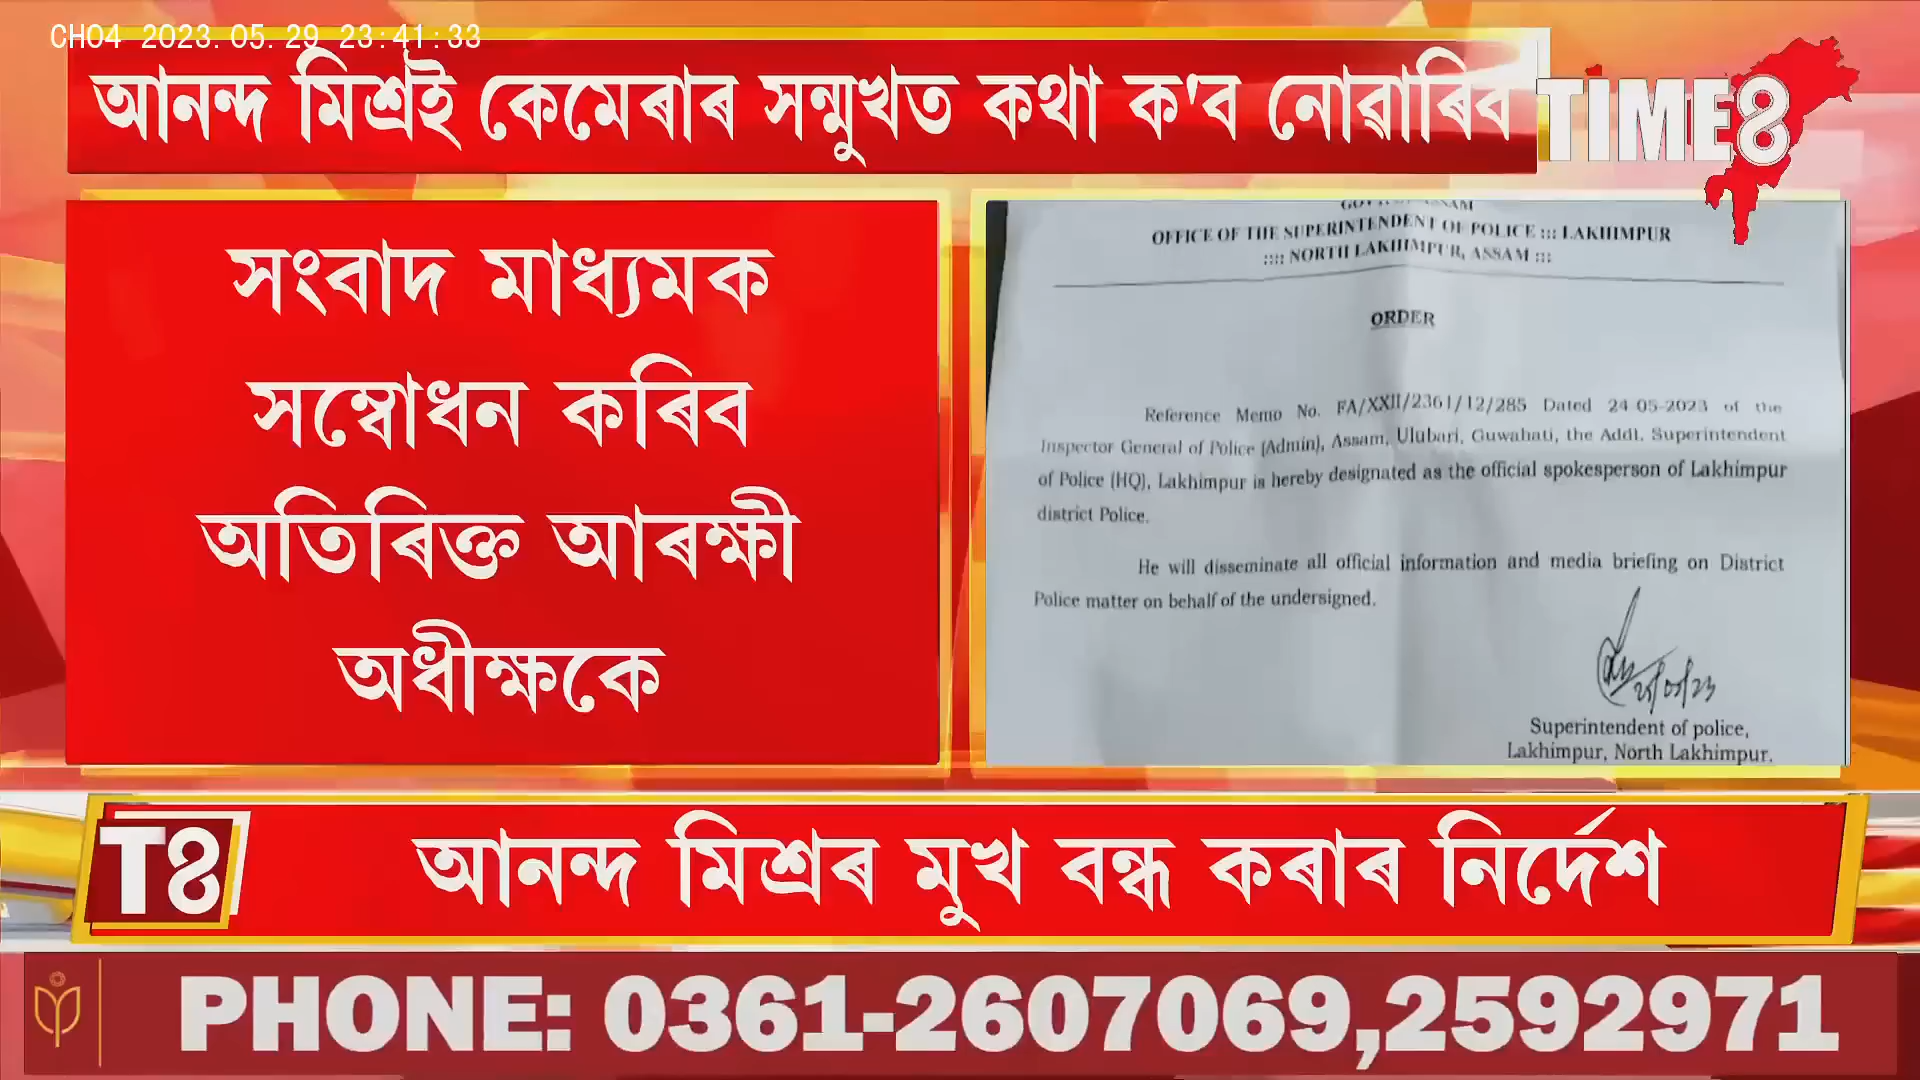 CH04 2023.05.29 23:41:33
আনন্দ মিশ্ৰই কেমেৰাৰ সন্মুখত কথা ক'ব নোৱাৰিব
TIME8
সংবাদ মাধ্যমক
সম্বোধন কৰিব
অতিৰিক্ত আৰক্ষী
অধীক্ষকে
OFFICE OF THE SUPERINTENDENT OF POLICE ::: LAKHIMPUR
:::: NORTH LAKHIMPUR, ASSAM :::
ORDER
Reference Memo No. FA/XXII/2361/12/285 Dated 24-05-2023 of the
Inspector General of Police (Admin), Assam, Ulubari, Guwahati, the Addl. Superintendent
of Police (HQ), Lakhimpur is hereby designated as the official spokesperson of Lakhimpur
district Police.
He will disseminate all official information and media briefing on District
Police matter on behalf of the undersigned.
Superintendent of police,
Lakhimpur, North Lakhimpur.
T8 আনন্দ মিশ্ৰৰ মুখ বন্ধ কৰাৰ নিৰ্দেশ
PHONE: 0361-2607069,2592971